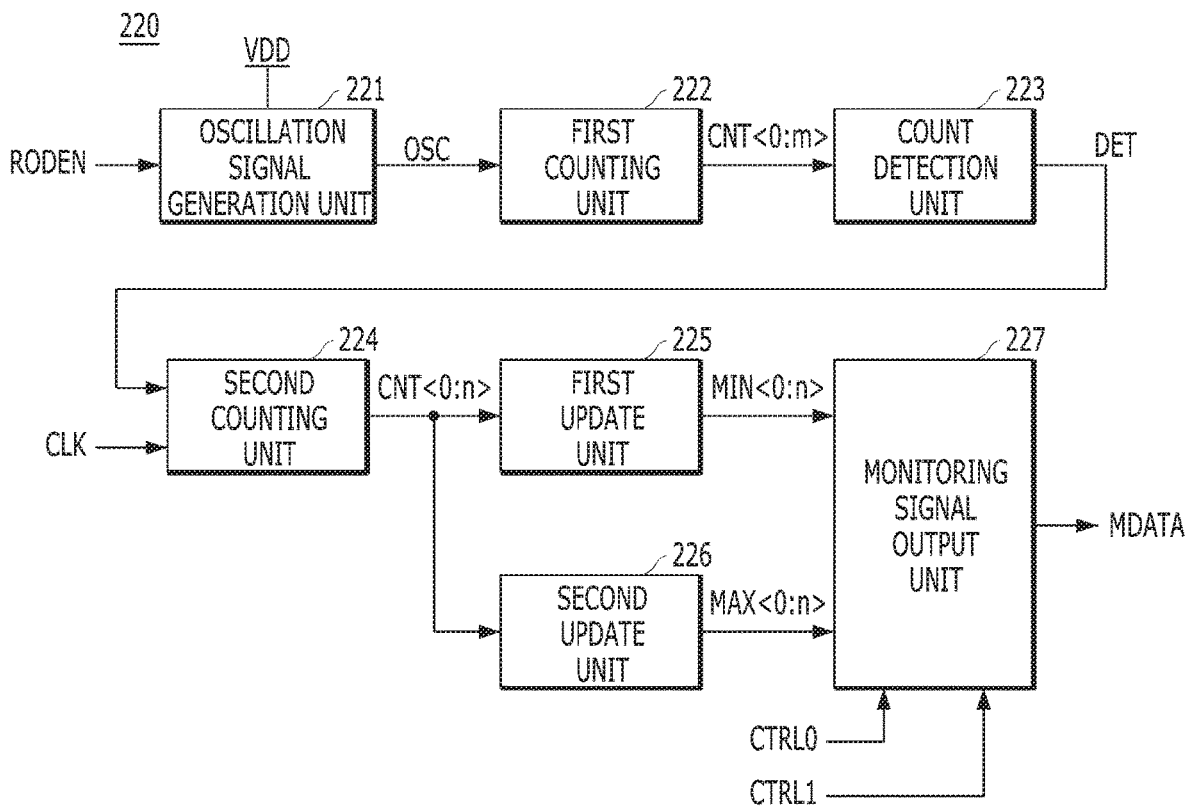 220
VDD
221
222
223
RODEN
OSCILLATION
SIGNAL
GENERATION UNIT
OSC
FIRST
COUNTING
UNIT
CNT<0:m>
COUNT
DETECTION
UNIT
DET
224
225
227
CLK
SECOND
COUNTING
UNIT
CNT<0:n>
FIRST
UPDATE
UNIT
MIN<0:n>
MONITORING
SIGNAL
OUTPUT
UNIT
MDATA
226
SECOND
UPDATE
UNIT
MAX<0:n>
CTRL0
CTRL1